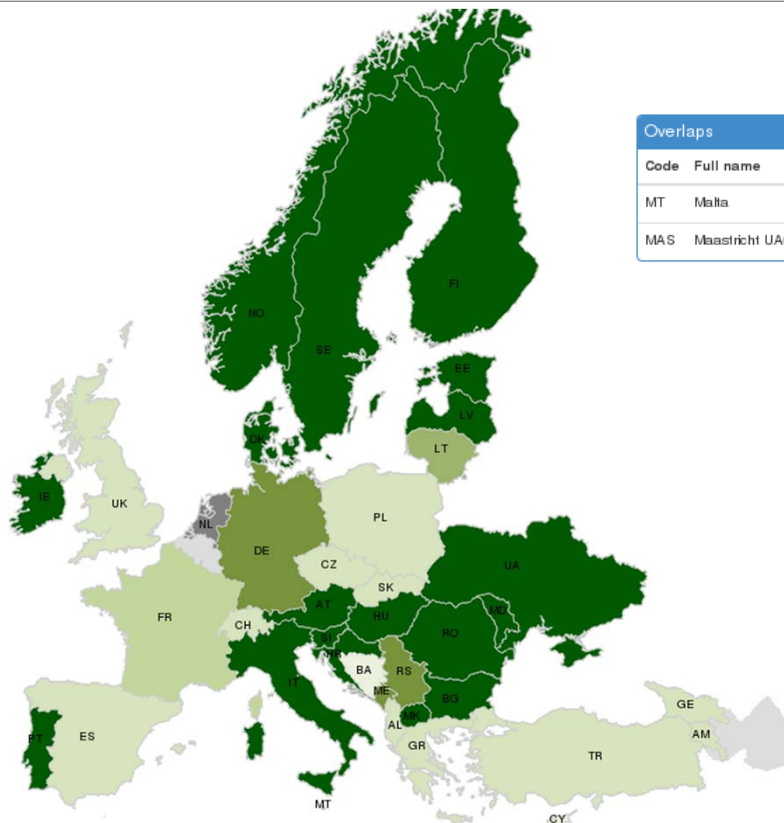 Overlaps
Code Full name
MT Malta
MAS Maastricht UA
FI
NO
SE
EE
LV
DK
LT
IE
UK
NL
PL
DE
CZ
UA
SK
AT
HU
MD
FR
CH
SI
RO
HR
BA
RS
IT
ME
BG
GE
MK
AL
AM
PT
ES
GR
TR
MT
CY